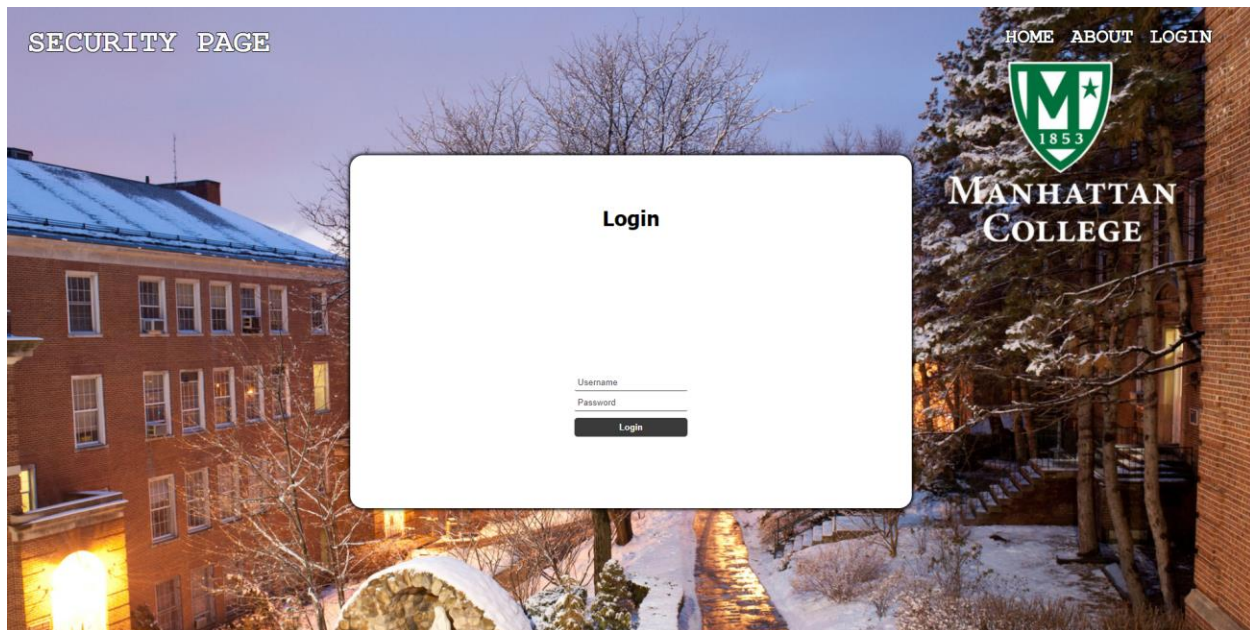 SECURITY PAGE
HOME ABOUT LOGIN
M
1853
MANHATTAN
COLLEGE
Login
Username
Password
Login